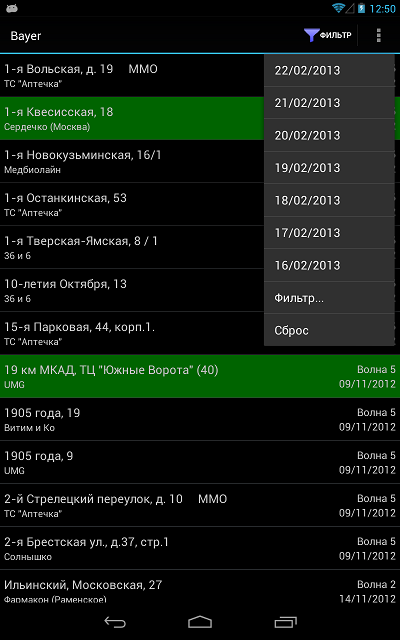 12:50
Bayer
ФИЛЬТР
22/02/2013
21/02/2013
20/02/2013
19/02/2013
18/02/2013
17/02/2013
16/02/2013
Фильтр...
Сброс
1-я Вольская, д. 19 ММО
ТС "Аптечка"
1-я Квесисская, 18
Сердечко (Москва)
1-я Новокузьминская, 16/1
Медбиолайн
1-я Останкинская, 53
ТС "Аптечка"
1-я Тверская-Ямская, 8 / 1
36 и 6
10-летия Октября, 13
36 и 6
15-я Парковая, 44, корп.1.
ТС "Аптечка"
19 км МКАД, ТЦ "Южные Ворота" (40) Волна 5
UMG 09/11/2012
1905 года, 19 Волна 5
Витим и Ко 09/11/2012
1905 года, 9 Волна 5
UMG 09/11/2012
2-й Стрелецкий переулок, д. 10 ММО Волна 5
ТС "Аптечка" 09/11/2012
2-я Брестская ул., д.37, стр.1 Волна 5
Солнышко 09/11/2012
Ильинский, Московская, 27 Волна 2
Фармакон (Раменское) 14/11/2012